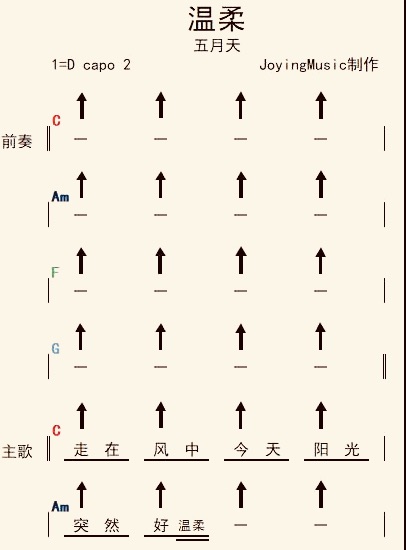 温柔
五月天
1=D capo 2 JoyingMusic制作
C
前奏
Am
F
G
C
主歌 走 在 风 中 今 天 阳 光
Am
突 然 好 温柔